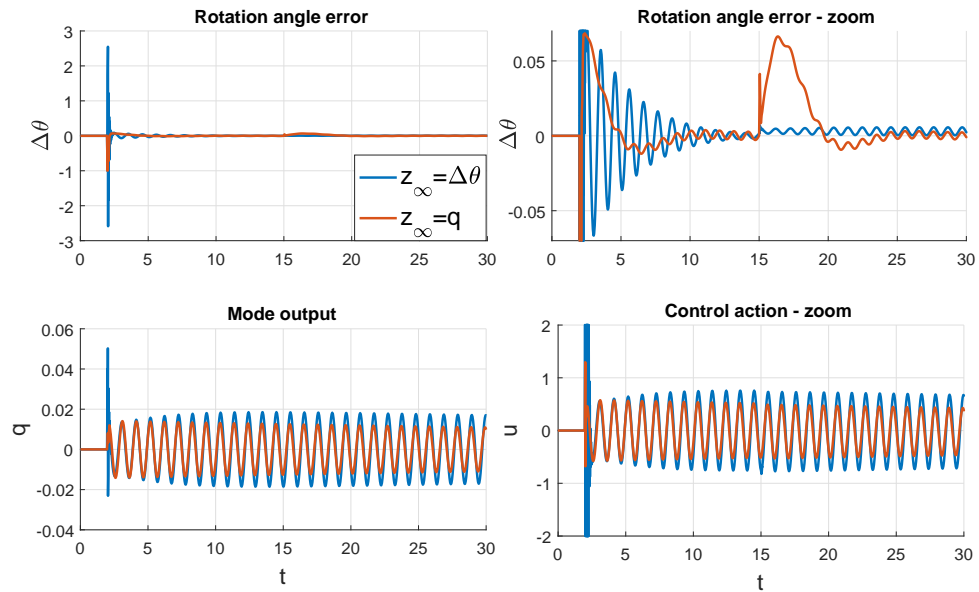 Rotation angle error
3
2
1
0
-1
-2
-3
Δθ
0 5 10 15 20 25 30
z∞=Δθ
z∞=q
Rotation angle error - zoom
0.05
0
-0.05
Δθ
0 5 10 15 20 25 30
Mode output
0.06
0.04
0.02
0
-0.02
-0.04
q
0 5 10 15 20 25 30
t
Control action - zoom
2
1
0
-1
-2
u
0 5 10 15 20 25 30
t